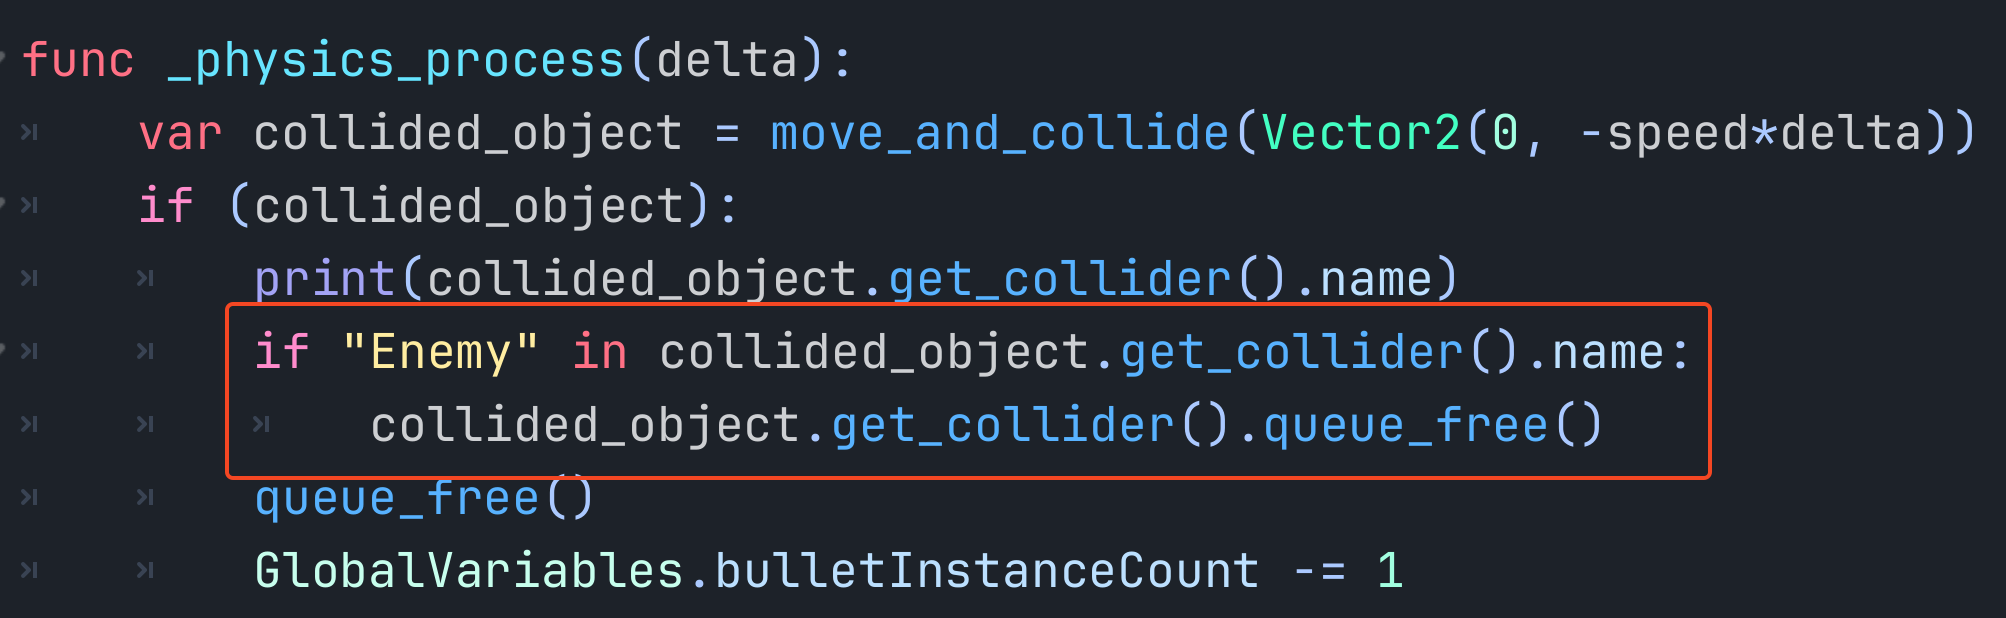 func _physics_process(delta):
var collided_object = move_and_collide(Vector2(0, -speed*delta))
if (collided_object):
print(collided_object.get_collider().name)
if "Enemy" in collided_object.get_collider().name:
collided_object.get_collider().queue_free()
queue_free()
GlobalVariables.bulletInstanceCount -= 1